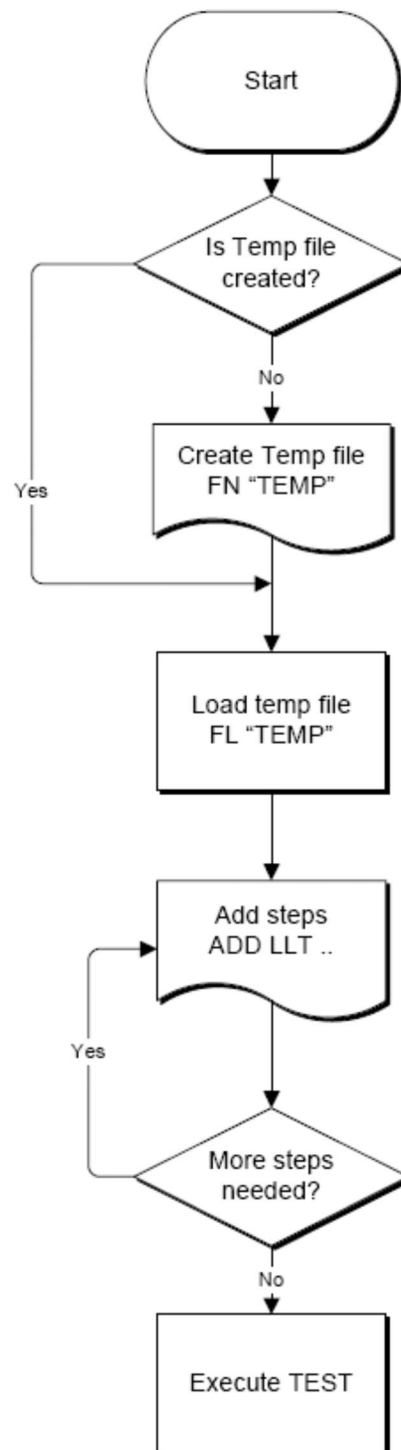 Start
Is Temp file
created?
No
Create Temp file
FN “TEMP”
Yes
Load temp file
FL “TEMP”
Add steps
ADD LLT ..
Yes
More steps
needed?
No
Execute TEST